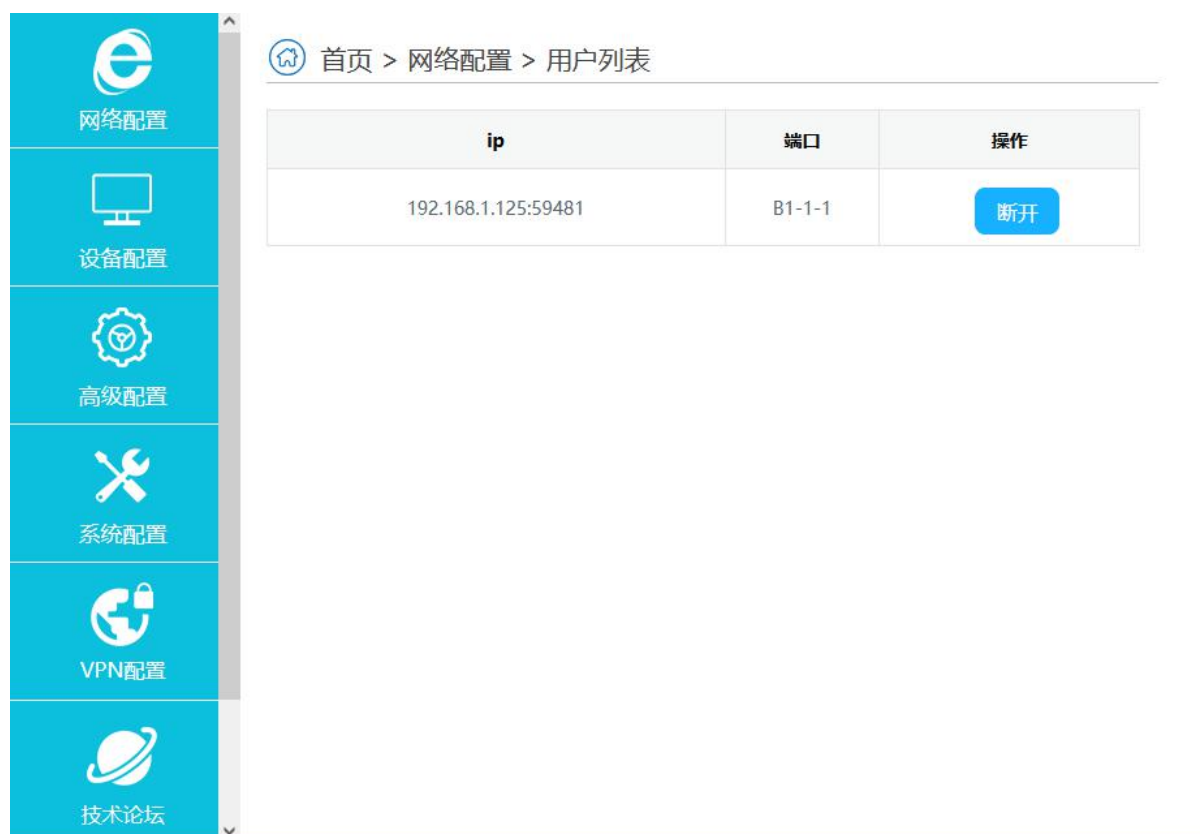 网络配置
设备配置
高级配置
系统配置
VPN配置
技术论坛
首页 > 网络配置 > 用户列表
ip 端口 操作
192.168.1.125:59481 B1-1-1 断开